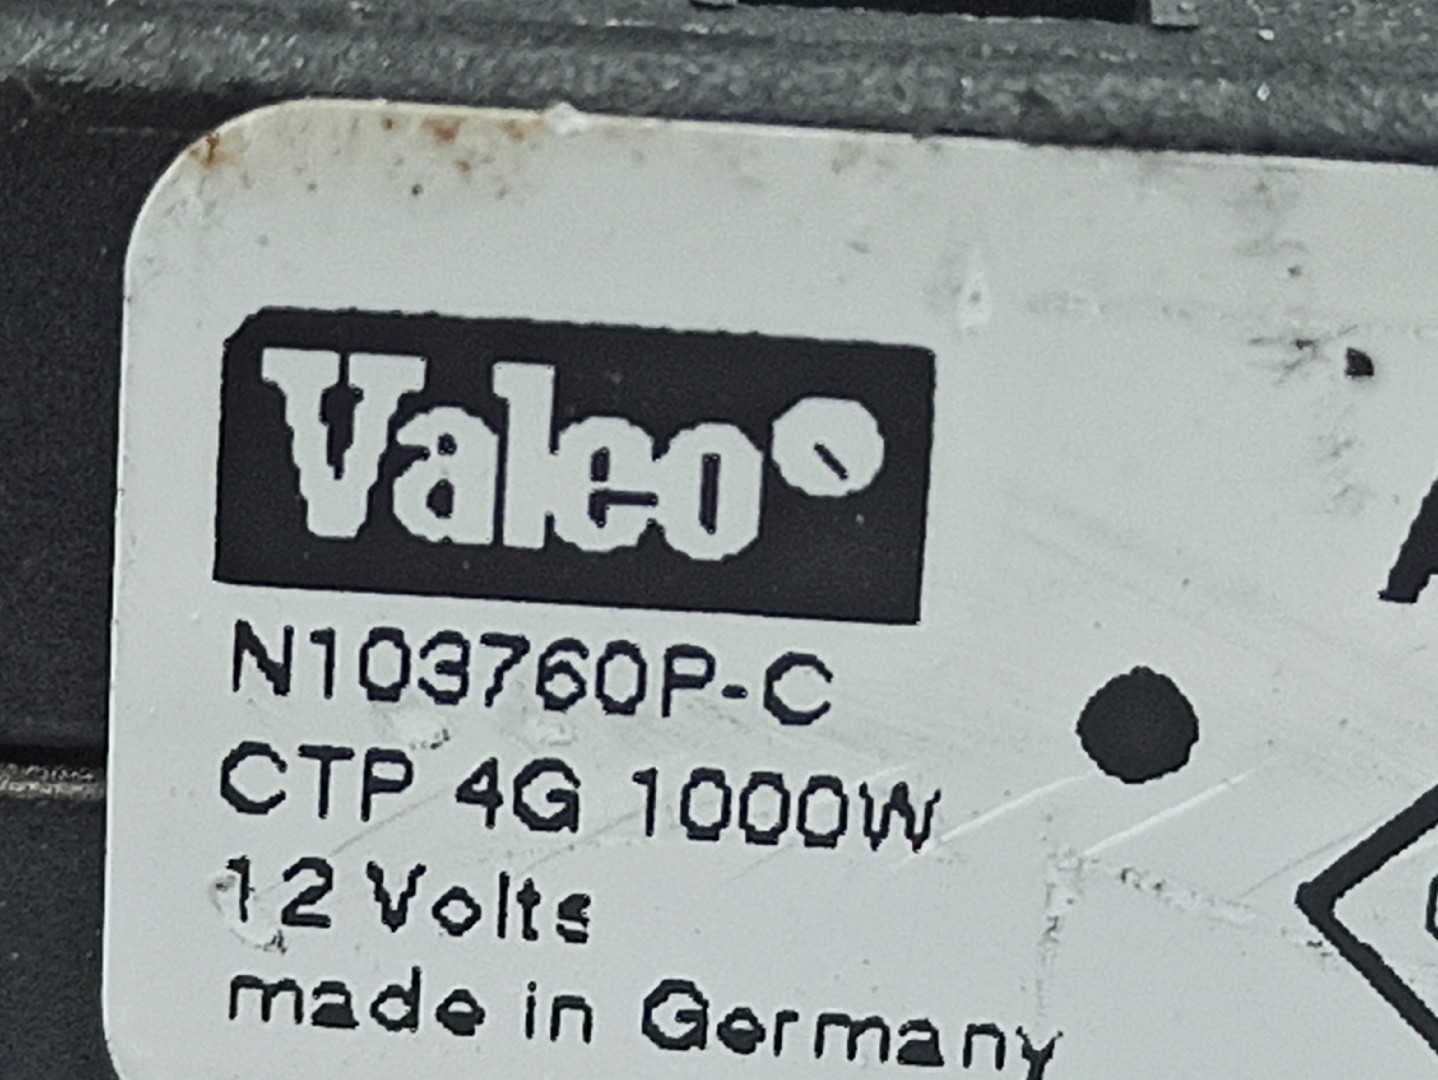 Valeo
N103760P-C
CTP 4G 1000W
12 Volts
made in Germany